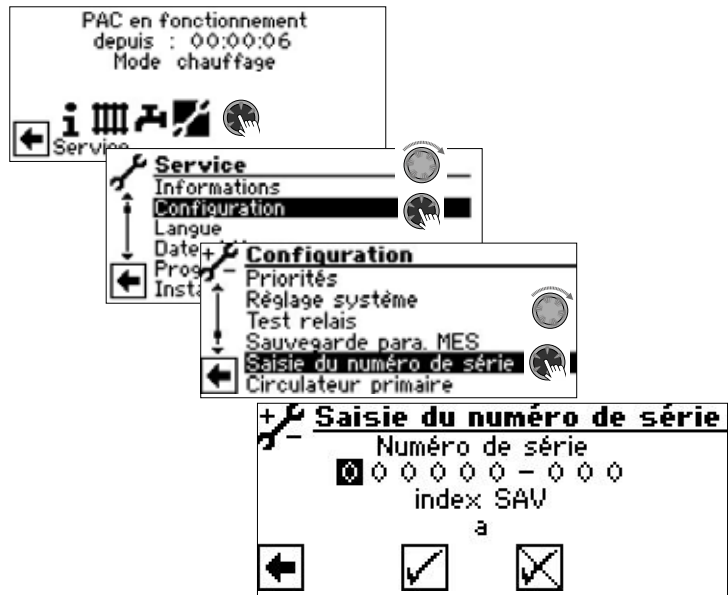 PAC en fonctionnement
depuis : 00:00:06
Mode chauffage
Service
Service
Informations
Configuration
Langue
Date
Prog
Inst
Configuration
Priorités
Réglage système
Test relais
Sauvegarde para. MES
Saisie du numéro de série
Circulateur primaire
Saisie du numéro de série
Numéro de série
0 0 0 0 0 0 - 0 0 0
index SAV
a